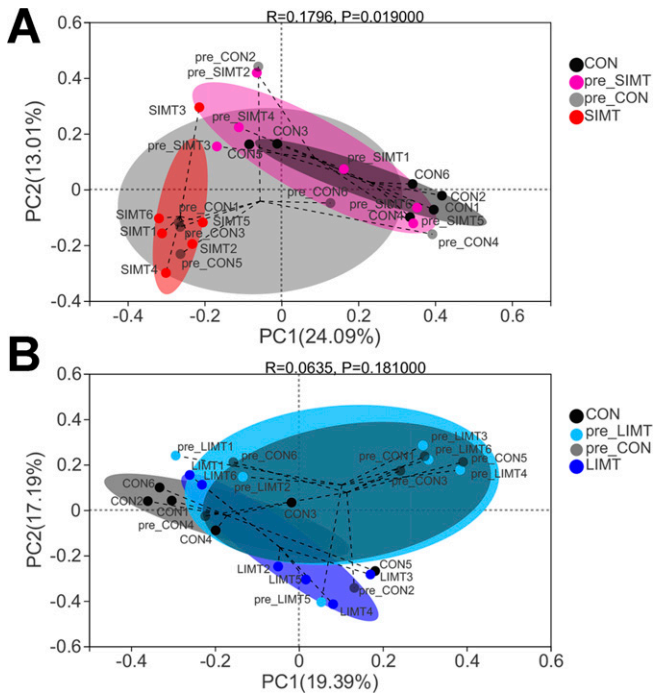 A
R=0.1796, P=0.019000
0.6
0.4
0.2
0
-0.2
-0.4
PC2(13.01%)
pre_CON2
pre_SIMT2
SIMT3
pre_SIMT4
CON3
pre_SIMT3
CON5
pre_SIMT1
CON6
CON2
pre_CON6
pre_SIMT6
CON1
CON4
pre_SIMT5
pre_CON4
pre_CON1
SIMT6
SIMT5
SIMT1
pre_CON3
SIMT2
SIMT4
pre_CON5
-0.4
-0.2
0
0.2
0.4
0.6
PC1(24.09%)
CON
pre_SIMT
pre_CON
SIMT
B
R=0.0635, P=0.181000
0.6
0.4
0.2
0
-0.2
-0.4
-0.6
PC2(17.19%)
pre_LIMT1
pre_CON6
LIMT1
LIMT6
pre_LIMT2
CON6
CON2
CON1
pre_CON4
CON4
CON3
pre_LIMT3
pre_CON1
pre_LIMT6
pre_CON5
pre_CON3
pre_LIMT4
CON5
LIMT2
LIMT5
LIMT3
pre_CON2
pre_LIMT5
LIMT4
-0.4
-0.2
0
0.2
0.4
0.6
PC1(19.39%)
CON
pre_LIMT
pre_CON
LIMT